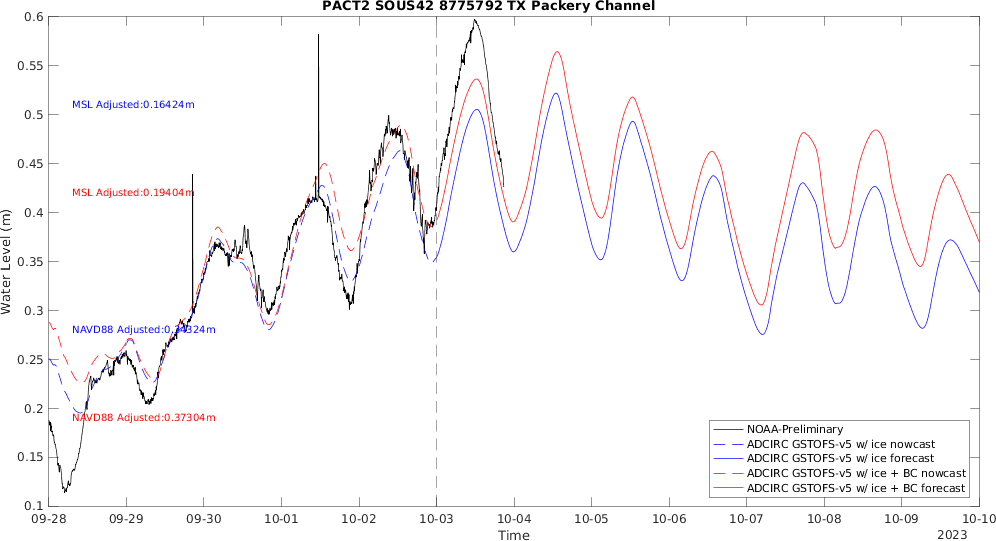 PACT2 SOUS42 8775792 TX Packery Channel
0.6
0.55
0.5
0.45
0.4
0.35
0.3
0.25
0.2
0.15
0.1
Water Level (m)
MSL Adjusted:0.16424m
MSL Adjusted:0.19404m
NAVD88 Adjusted:0.34324m
NAVD88 Adjusted:0.37304m
NOAA-Preliminary
ADCIRC GSTOFS-v5 w/ ice nowcast
ADCIRC GSTOFS-v5 w/ ice forecast
ADCIRC GSTOFS-v5 w/ ice + BC nowcast
ADCIRC GSTOFS-v5 w/ ice + BC forecast
09-28 09-29 09-30 10-01 10-02 10-03 10-04 10-05 10-06 10-07 10-08 10-09 10-10
Time
2023